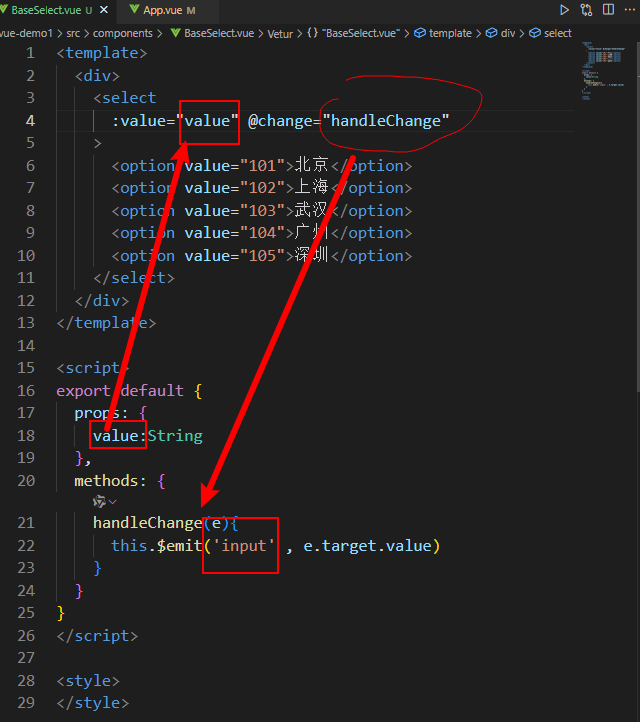 BaseSelect.vue U × App.vue M
vue-demo1 > src > components > BaseSelect.vue > Vetur > {} "BaseSelect.vue" > template > div > select
1 <template>
2 <div>
3 <select
4 :value="value" @change="handleChange"
5 >
6 <option value="101">北京</option>
7 <option value="102">上海</option>
8 <option value="103">武汉</option>
9 <option value="104">广州</option>
10 <option value="105">深圳</option>
11 </select>
12 </div>
13 </template>
14
15 <script>
16 export default {
17 props: {
18 value:String
19 },
20 methods: {
21 handleChange(e){
22 this.$emit('input' , e.target.value)
23 }
24 }
25 }
26 </script>
27
28 <style>
29 </style>